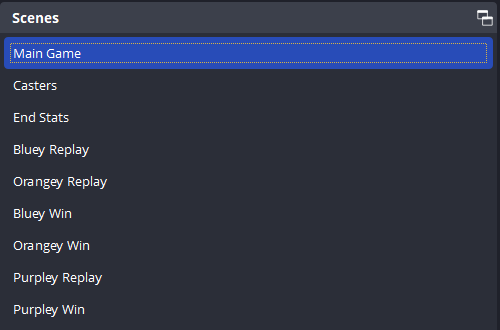 Scenes
Main Game
Casters
End Stats
Bluey Replay
Orangey Replay
Bluey Win
Orangey Win
Purpley Replay
Purpley Win